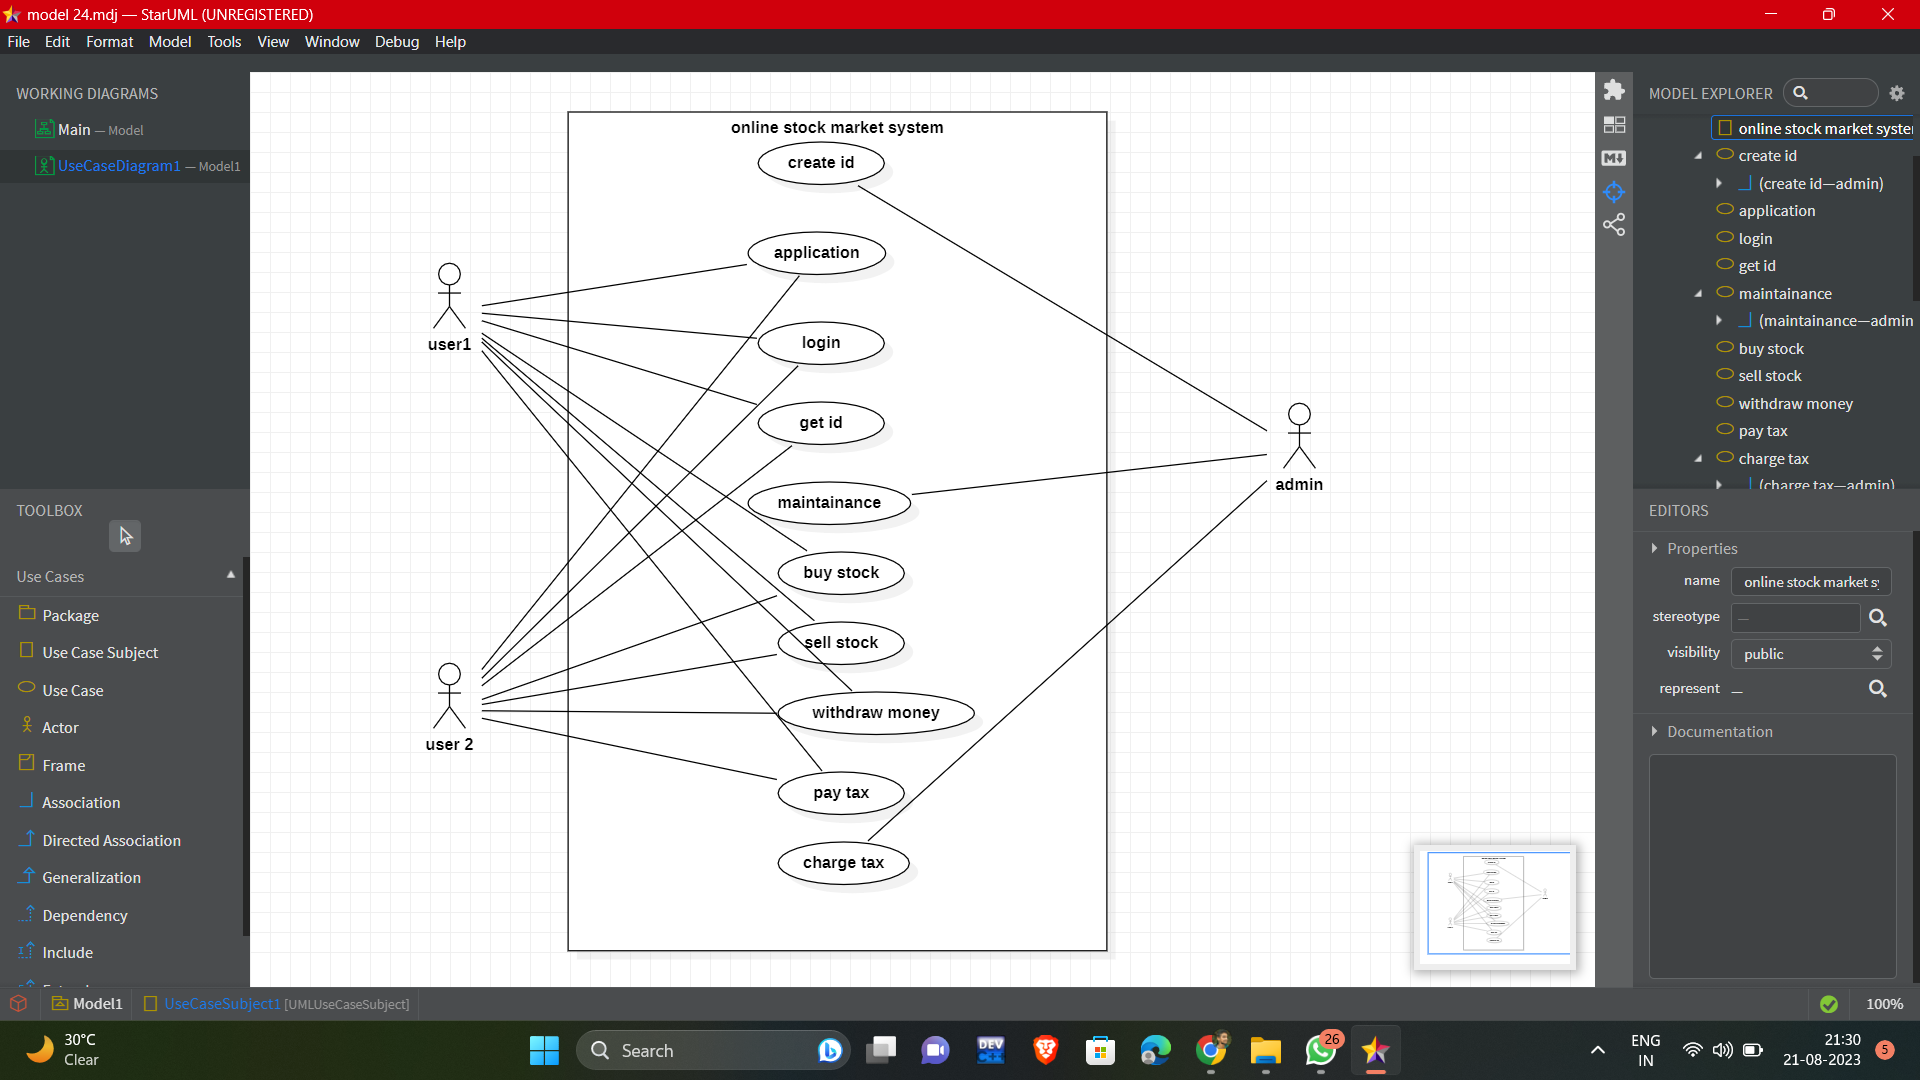 model 24.mdj — StarUML (UNREGISTERED)
File Edit Format Model Tools View Window Debug Help
WORKING DIAGRAMS
Main — Model
UseCaseDiagram1 — Model1
TOOLBOX
Use Cases
Package
Use Case Subject
Use Case
Actor
Frame
Association
Directed Association
Generalization
Dependency
Include
online stock market system
create id
application
login
get id
maintainance
buy stock
sell stock
withdraw money
pay tax
charge tax
user1
user 2
admin
MODEL EXPLORER
online stock market syste
create id
(create id—admin)
application
login
get id
maintainance
(maintainance—admin
buy stock
sell stock
withdraw money
pay tax
charge tax
(charge tax—admin)
EDITORS
Properties
name online stock market s
stereotype —
visibility public
represent —
Documentation
Model1 UseCaseSubject1 [UMLUseCaseSubject]
100%
30°C
Clear
Search
DEV
C++
26
ENG
IN
21:30
21-08-2023
5